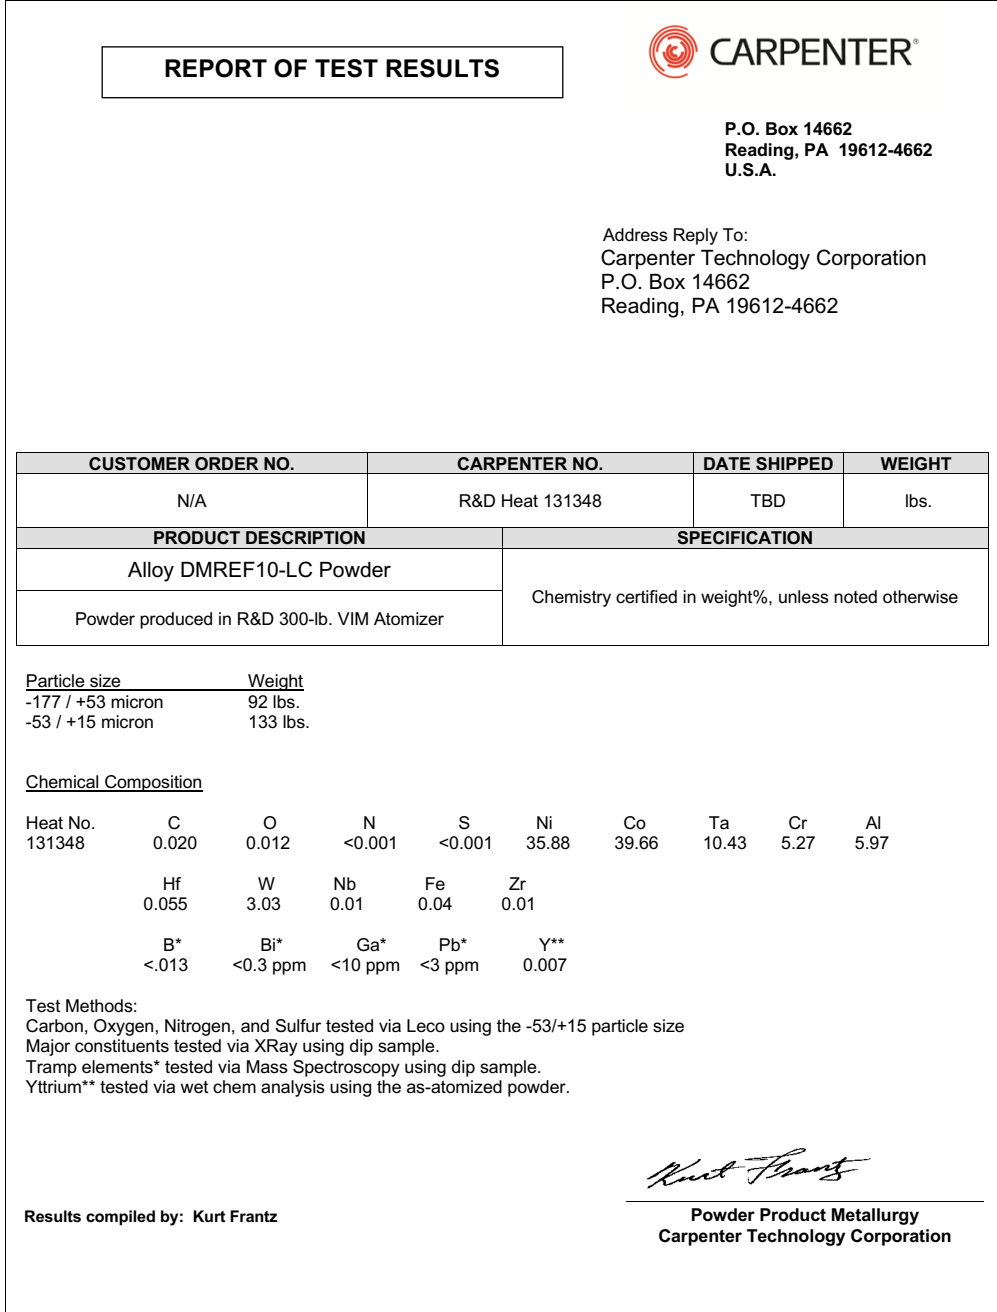 REPORT OF TEST RESULTS
CARPENTER®
P.O. Box 14662
Reading, PA 19612-4662
U.S.A.
Address Reply To:
Carpenter Technology Corporation
P.O. Box 14662
Reading, PA 19612-4662
CUSTOMER ORDER NO. CARPENTER NO. DATE SHIPPED WEIGHT
N/A R&D Heat 131348 TBD lbs.
PRODUCT DESCRIPTION SPECIFICATION
Alloy DMREF10-LC Powder
Chemistry certified in weight%, unless noted otherwise
Powder produced in R&D 300-lb. VIM Atomizer
Particle size Weight
-177 / +53 micron 92 lbs.
-53 / +15 micron 133 lbs.
Chemical Composition
Heat No. C O N S Ni Co Ta Cr Al
131348 0.020 0.012 <0.001 <0.001 35.88 39.66 10.43 5.27 5.97
Hf W Nb Fe Zr
0.055 3.03 0.01 0.04 0.01
B* Bi* Ga* Pb* Y**
<.013 <0.3 ppm <10 ppm <3 ppm 0.007
Test Methods:
Carbon, Oxygen, Nitrogen, and Sulfur tested via Leco using the -53/+15 particle size
Major constituents tested via XRay using dip sample.
Tramp elements* tested via Mass Spectroscopy using dip sample.
Yttrium** tested via wet chem analysis using the as-atomized powder.
Kurt Frantz
Results compiled by: Kurt Frantz
Powder Product Metallurgy
Carpenter Technology Corporation